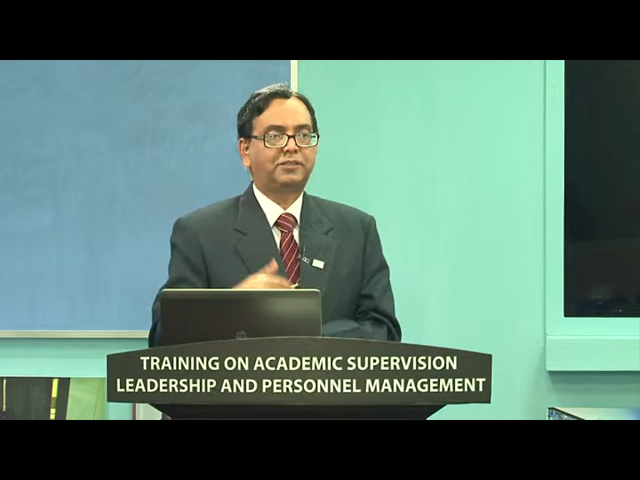 TRAINING ON ACADEMIC SUPERVISION
LEADERSHIP AND PERSONNEL MANAGEMENT